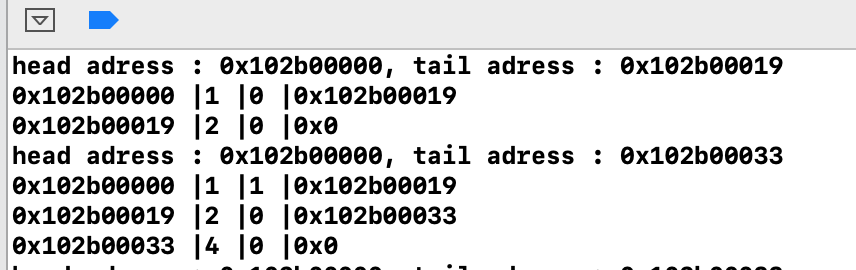 head adress : 0x102b00000, tail adress : 0x102b00019
0x102b00000 |1 |0 |0x102b00019
0x102b00019 |2 |0 |0x0
head adress : 0x102b00000, tail adress : 0x102b00033
0x102b00000 |1 |1 |0x102b00019
0x102b00019 |2 |0 |0x102b00033
0x102b00033 |4 |0 |0x0